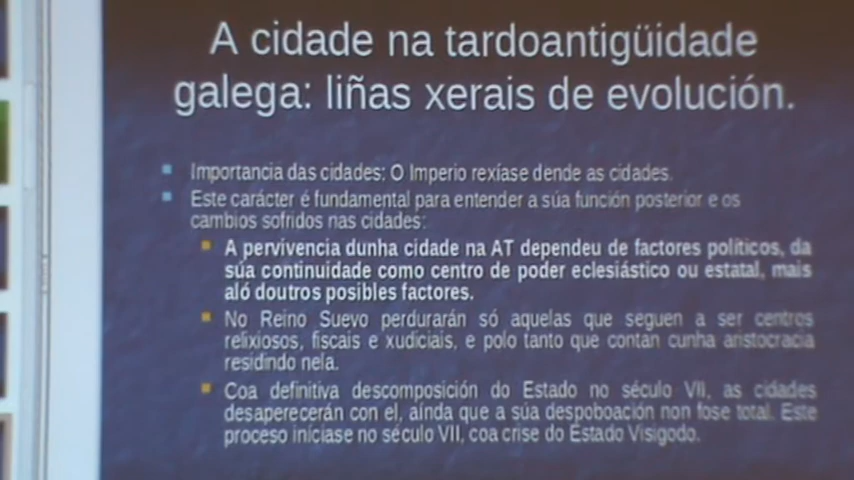 A cidade na tardoantigüidade
galega: liñas xerais de evolución.
Importancia das cidades: O Imperio rexíase dende as cidades.
Este carácter é fundamental para entender a súa función posterior e os
cambios sofridos nas cidades:
A pervivencia dunha cidade na AT dependeu de factores políticos, da
súa continuidade como centro de poder eclesiástico ou estatal, mais
aló doutros posibles factores.
No Reino Suevo perdurarán só aquelas que seguen a ser centros
relixiosos, fiscais e xudiciais, e polo tanto que contan cunha aristocracia
residindo nela.
Coa definitiva descomposición do Estado no século VII, as cidades
desaparecerán con el, aínda que a súa despoboación non fose total. Este
proceso iníciase no século VII, coa crise do Estado Visigodo.